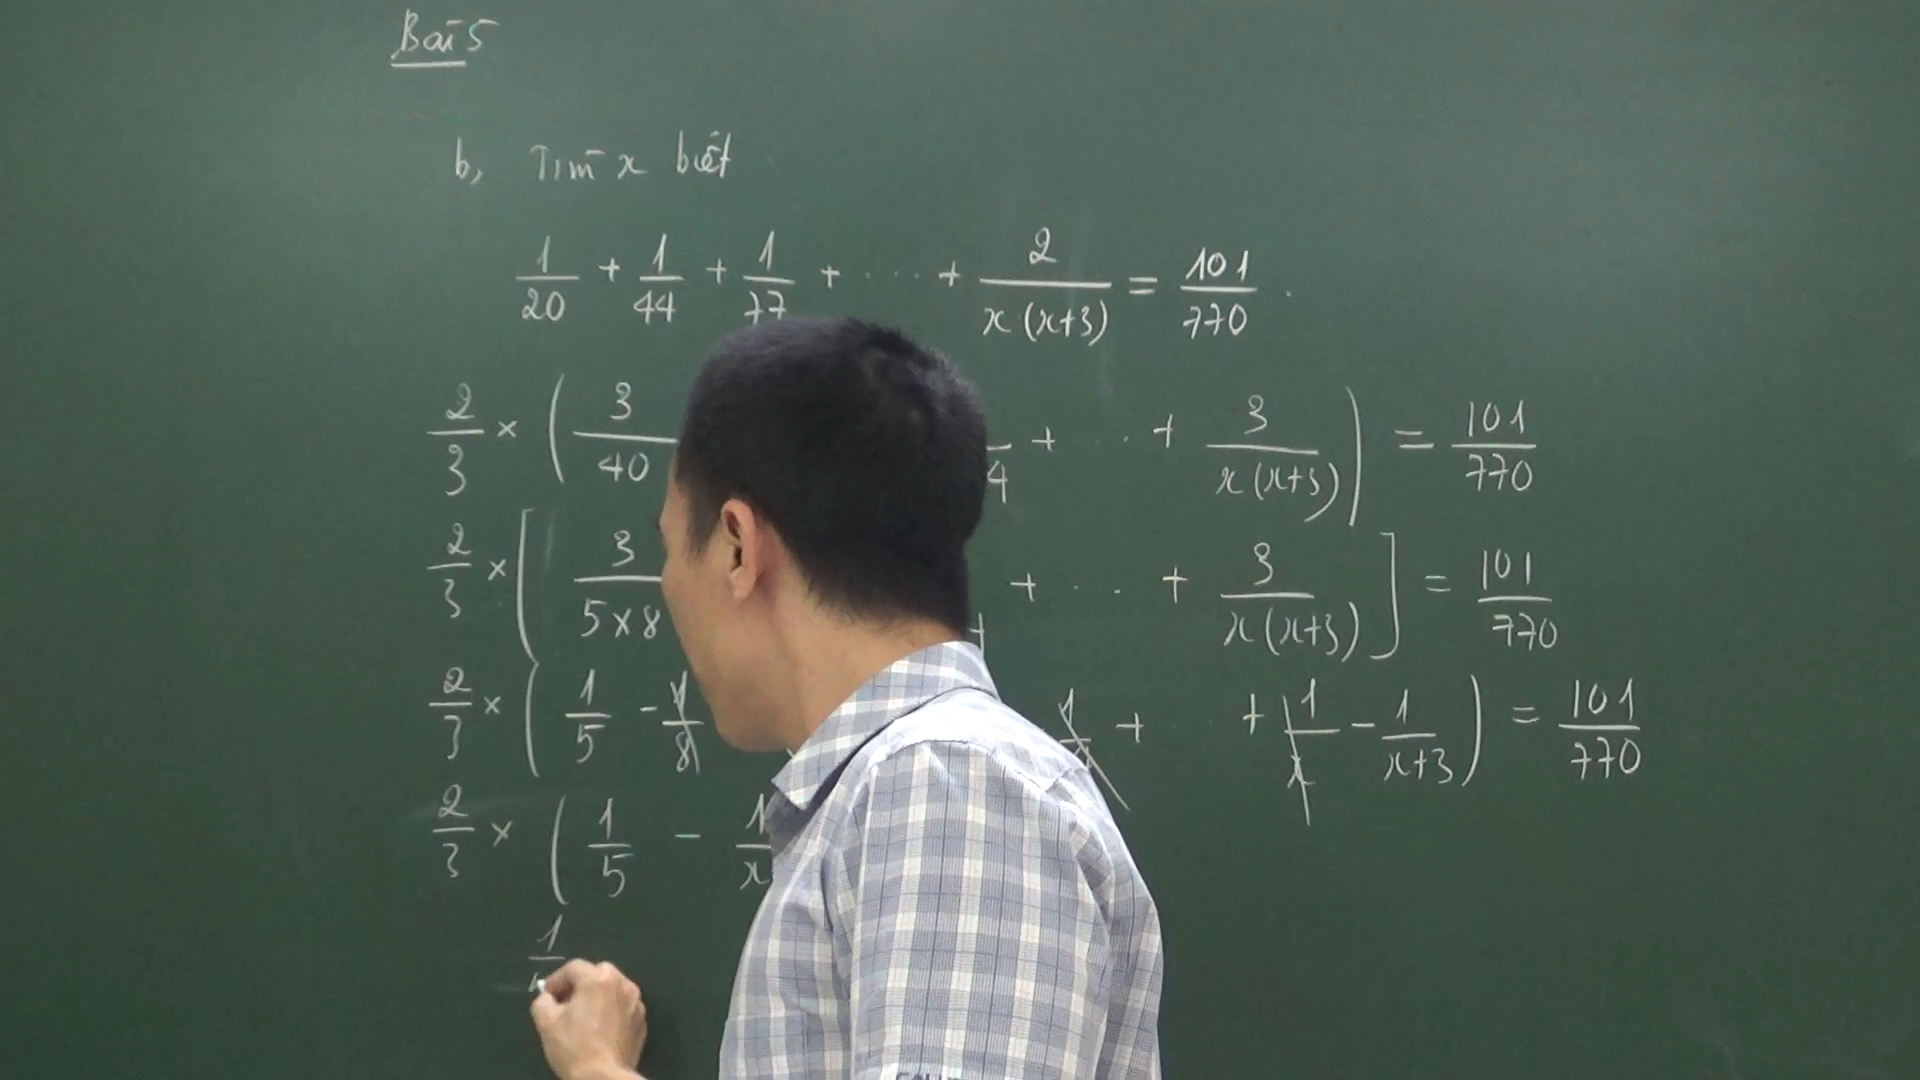 Bài 5
b, Tìm x biết
1/20 + 1/44 + 1/77 + .... + 2/x(x+3) = 101/770 .
2/3 × ( 3/40 + .. + 3/x(x+3) ) = 101/770
2/3 × [ 3/5×8 + ... + 3/x(x+3) ] = 101/770
2/3 × ( 1/5 - 1/8 + + 1/x - 1/x+3 ) = 101/770
2/3 × ( 1/5 - 1/x
1